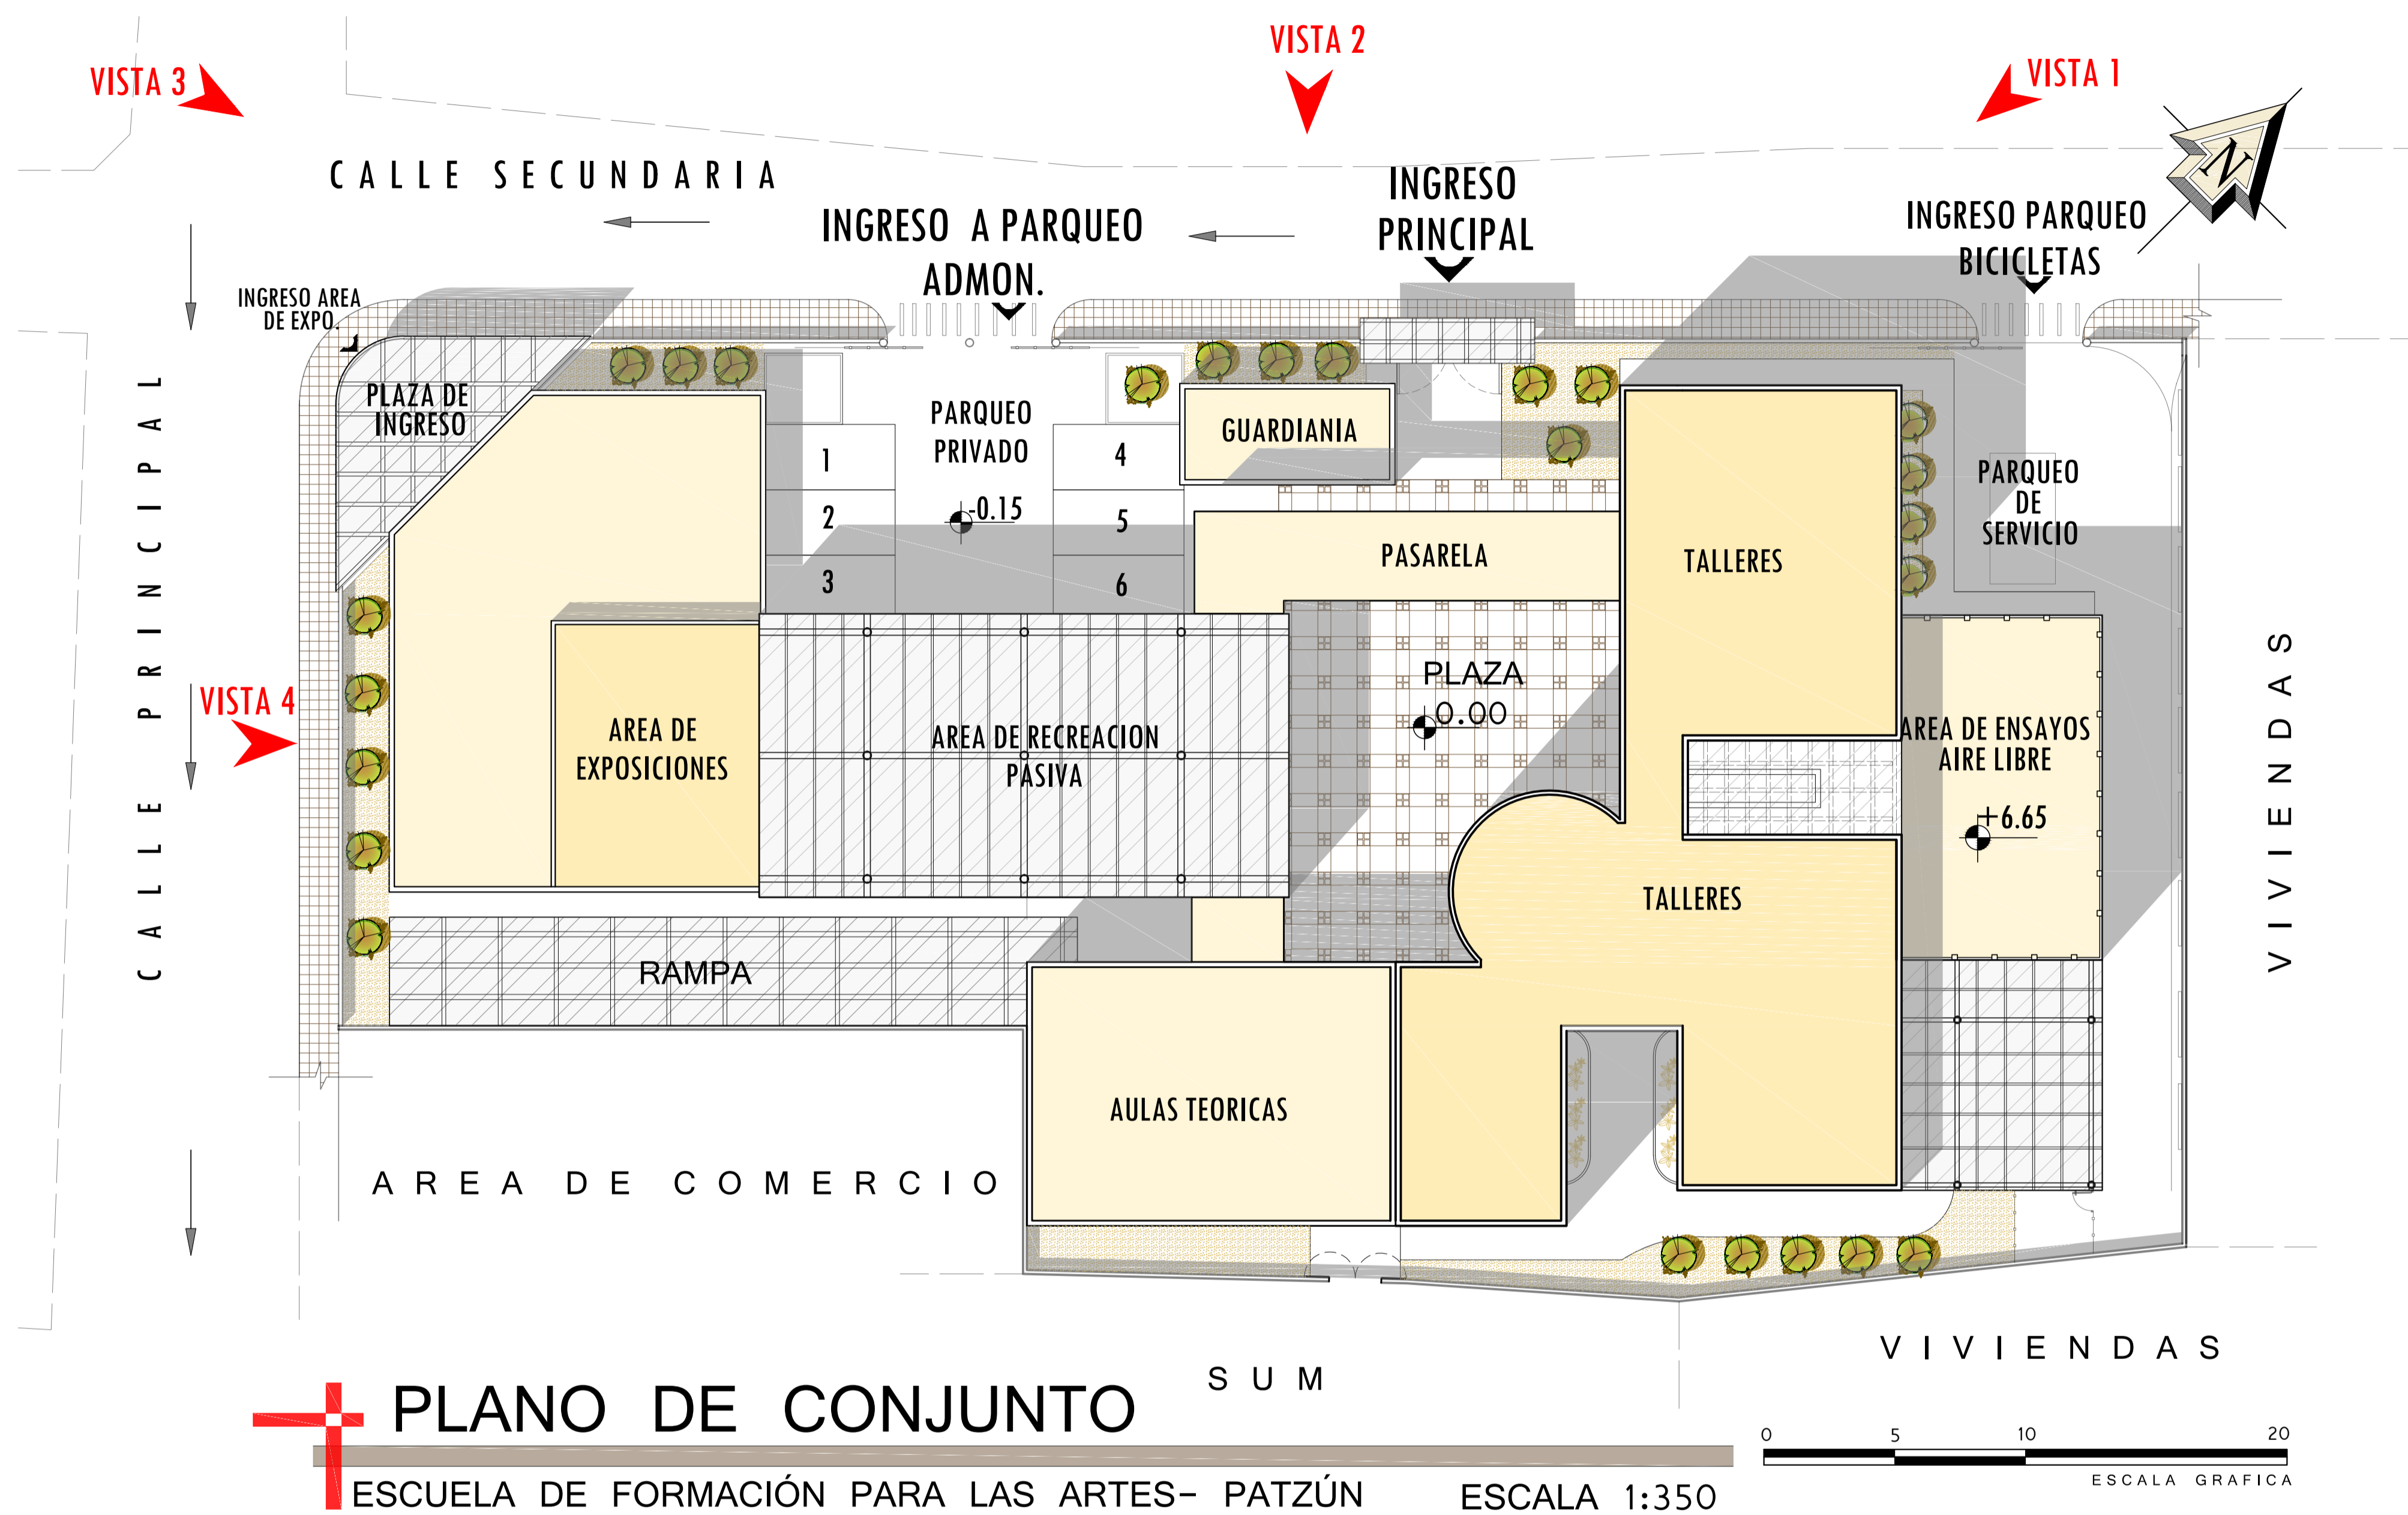 VISTA 2
VISTA 3
VISTA 1
N
CALLE SECUNDARIA
INGRESO A PARQUEO
ADMON.
INGRESO
PRINCIPAL
INGRESO PARQUEO
BICICLETAS
INGRESO AREA
DE EXPO.
PLAZA DE
INGRESO
PARQUEO
PRIVADO
-0.15
1
2
3
4
5
6
GUARDIANIA
PASARELA
TALLERES
PARQUEO
DE
SERVICIO
CALLE PRINCIPAL
VISTA 4
AREA DE
EXPOSICIONES
AREA DE RECREACION
PASIVA
PLAZA
0.00
AREA DE ENSAYOS
AIRE LIBRE
+6.65
VIVIENDAS
TALLERES
RAMPA
AULAS TEORICAS
AREA DE COMERCIO
VIVIENDAS
SUM
PLANO DE CONJUNTO
ESCUELA DE FORMACIÓN PARA LAS ARTES- PATZÚN
ESCALA 1:350
0 5 10 20
ESCALA GRAFICA